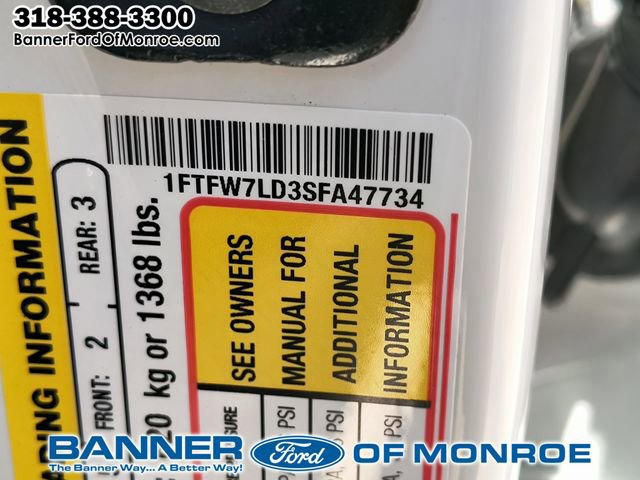 318-388-3300
BannerFordOfMonroe.com
1FTFW7LD3SFA47734
INFORMATION
FRONT: 2 REAR: 3
kg or 1368 lbs.
SEE OWNERS
MANUAL FOR
ADDITIONAL
INFORMATION
PSI
PSI
PSI
BANNER Ford OF MONROE
The Banner Way... A Better Way!